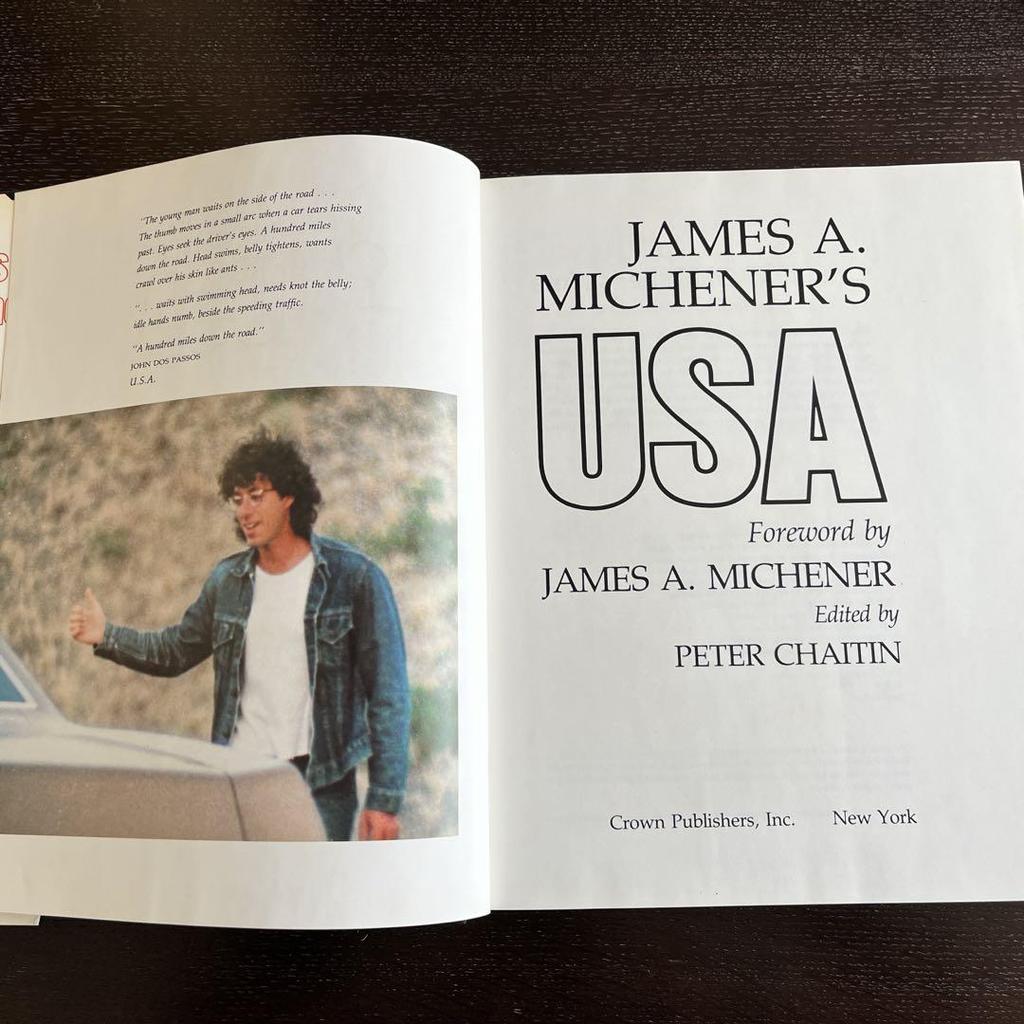 "The young man waits on the side of the road . . .
The thumb moves in a small arc when a car tears hissing
past. Eyes seek the driver's eyes. A hundred miles
down the road. Head swims, belly tightens, wants
crawl over his skin like ants . . .
". . . waits with swimming head, needs knot the belly;
idle hands numb, beside the speeding traffic.
"A hundred miles down the road."
JOHN DOS PASSOS
U.S.A.
JAMES A.
MICHENER'S
USA
Foreword by
JAMES A. MICHENER
Edited by
PETER CHAITIN
Crown Publishers, Inc. New York